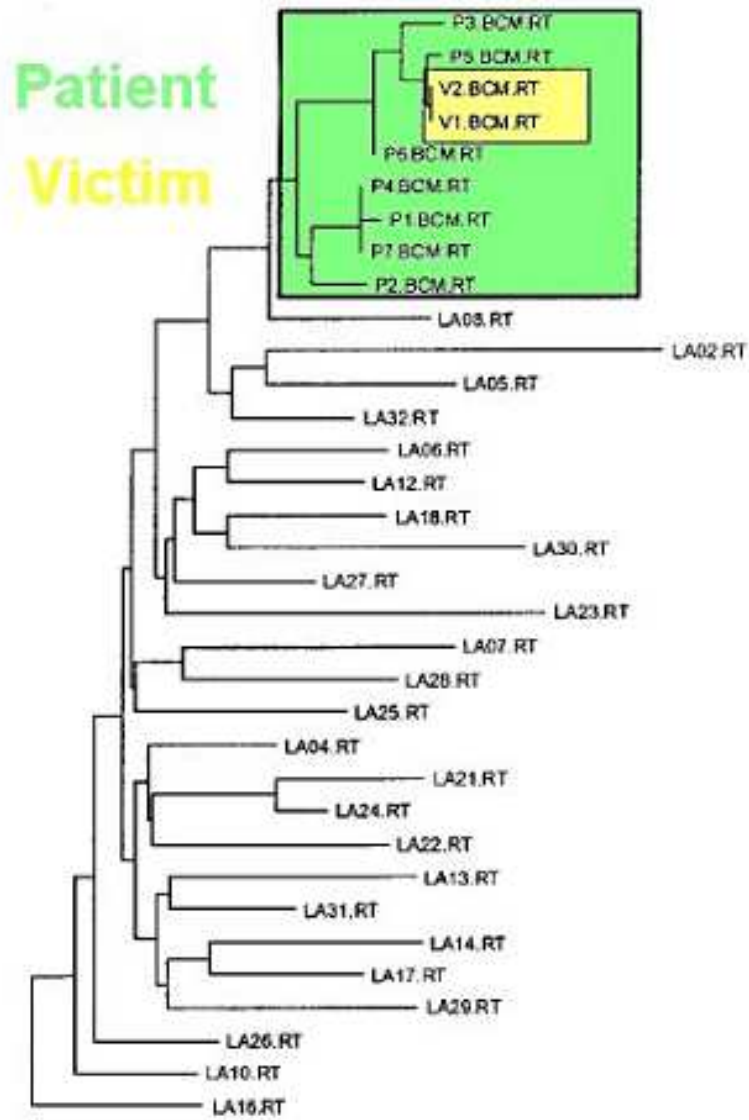 Patient
Victim
P3.BCM.RT
P5.BCM.RT
V2.BCM.RT
V1.BCM.RT
P6.BCM.RT
P4.BCM.RT
P1.BCM.RT
P7.BCM.RT
P2.BCM.RT
LA08.RT
LA02.RT
LA05.RT
LA32.RT
LA06.RT
LA12.RT
LA18.RT
LA30.RT
LA27.RT
LA23.RT
LA07.RT
LA28.RT
LA25.RT
LA04.RT
LA21.RT
LA24.RT
LA22.RT
LA13.RT
LA31.RT
LA14.RT
LA17.RT
LA29.RT
LA26.RT
LA10.RT
LA16.RT